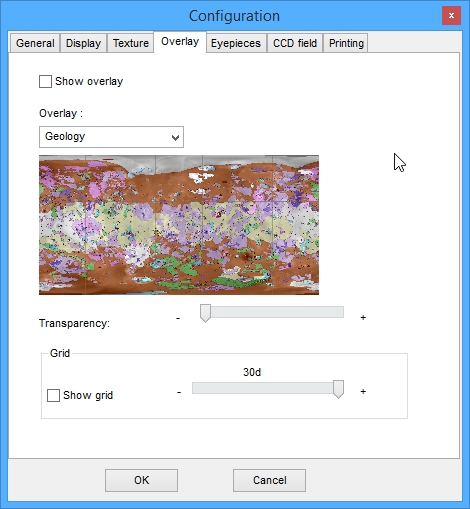 Configuration
x
General Display Texture Overlay Eyepieces CCD field Printing
Show overlay
Overlay :
Geology
Transparency: - +
Grid
30d
Show grid - +
OK Cancel